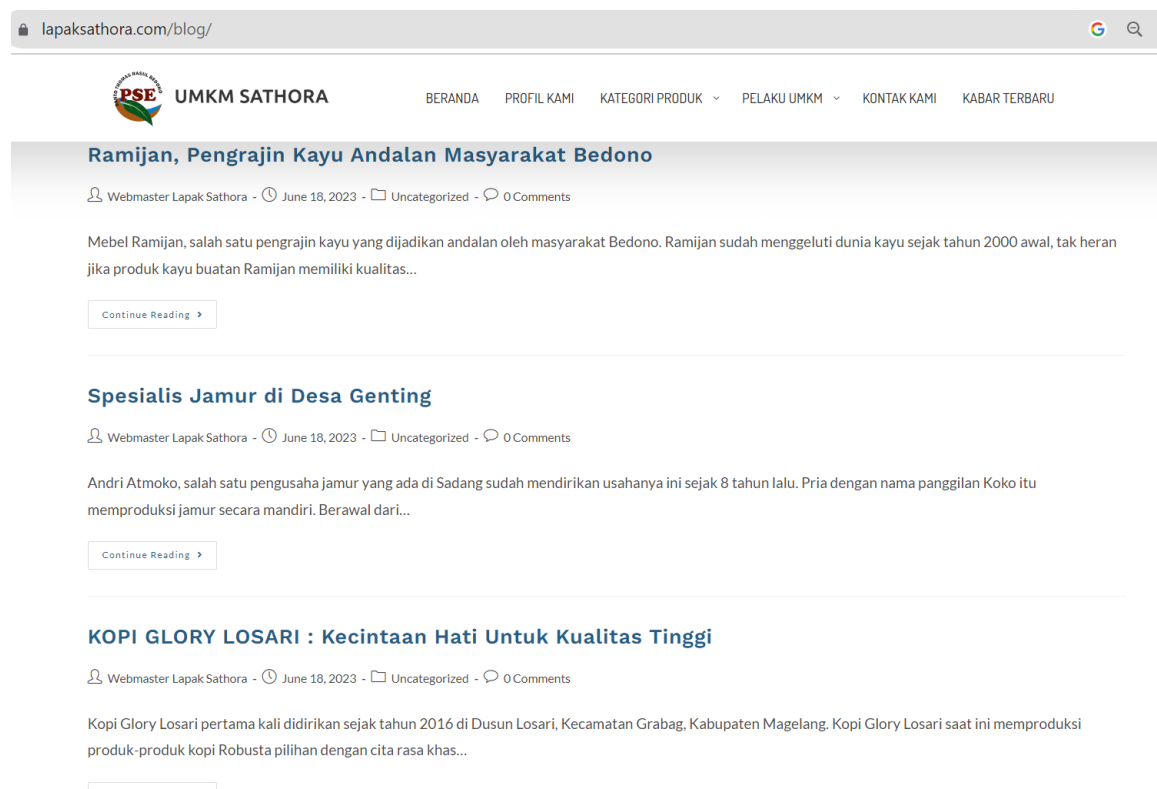 lapaksathora.com/blog/
SANTO THOMAS RASUL BEDONO
PSE
UMKM SATHORA
BERANDA PROFIL KAMI KATEGORI PRODUK PELAKU UMKM KONTAK KAMI KABAR TERBARU
Ramijan, Pengrajin Kayu Andalan Masyarakat Bedono
Webmaster Lapak Sathora - June 18, 2023 - Uncategorized - 0 Comments
Mebel Ramijan, salah satu pengrajin kayu yang dijadikan andalan oleh masyarakat Bedono. Ramijan sudah menggeluti dunia kayu sejak tahun 2000 awal, tak heran
jika produk kayu buatan Ramijan memiliki kualitas…
Continue Reading
Spesialis Jamur di Desa Genting
Webmaster Lapak Sathora - June 18, 2023 - Uncategorized - 0 Comments
Andri Atmoko, salah satu pengusaha jamur yang ada di Sadang sudah mendirikan usahanya ini sejak 8 tahun lalu. Pria dengan nama panggilan Koko itu
memproduksi jamur secara mandiri. Berawal dari…
Continue Reading
KOPI GLORY LOSARI : Kecintaan Hati Untuk Kualitas Tinggi
Webmaster Lapak Sathora - June 18, 2023 - Uncategorized - 0 Comments
Kopi Glory Losari pertama kali didirikan sejak tahun 2016 di Dusun Losari, Kecamatan Grabag, Kabupaten Magelang. Kopi Glory Losari saat ini memproduksi
produk-produk kopi Robusta pilihan dengan cita rasa khas…